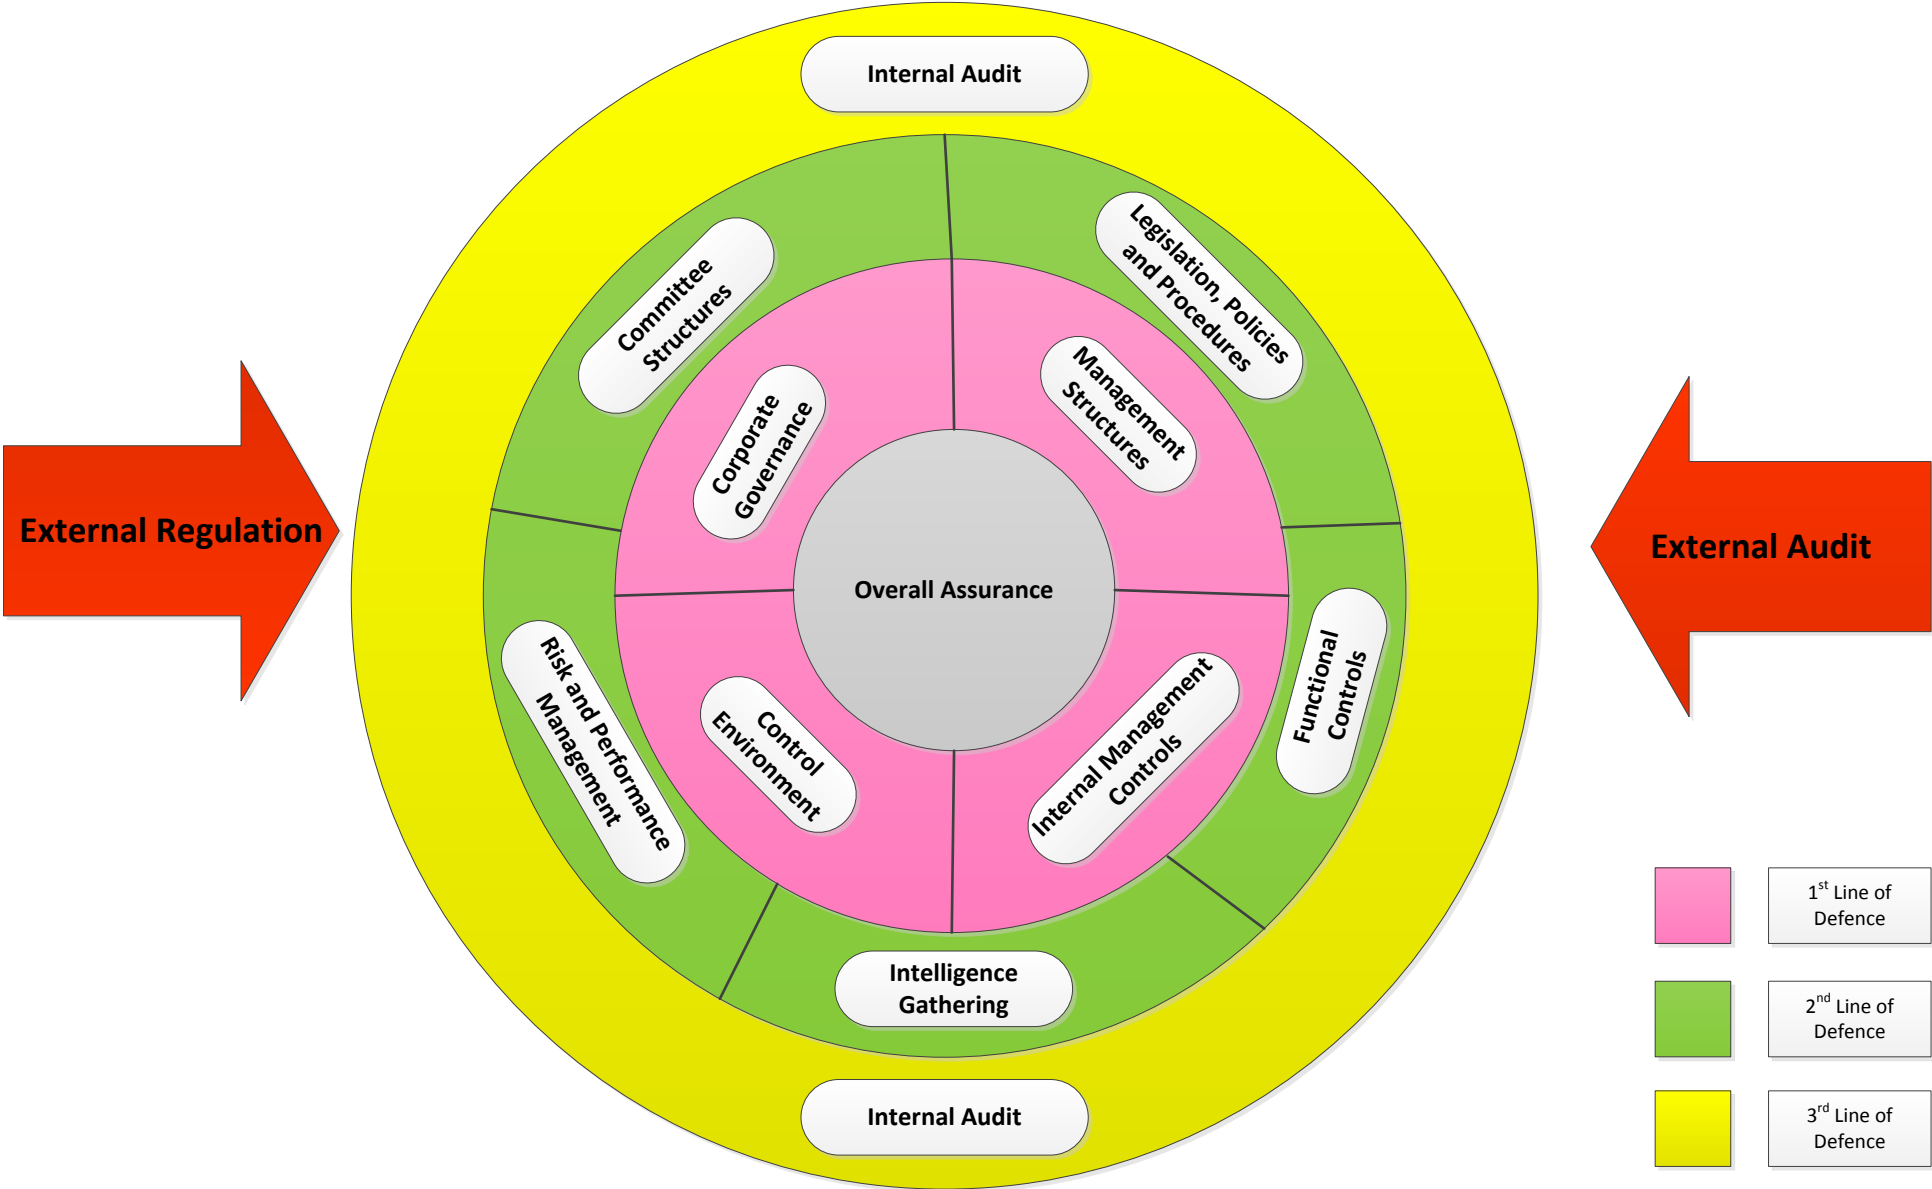 Internal Audit
Legislation, Policies
and Procedures
Committee
Structures
Management
Structures
Corporate
Governance
External Regulation
External Audit
Overall Assurance
Functional
Controls
Risk and Performance
Management
Control
Environment
Internal Management
Controls
Intelligence
Gathering
Internal Audit
1st Line of
Defence
2nd Line of
Defence
3rd Line of
Defence